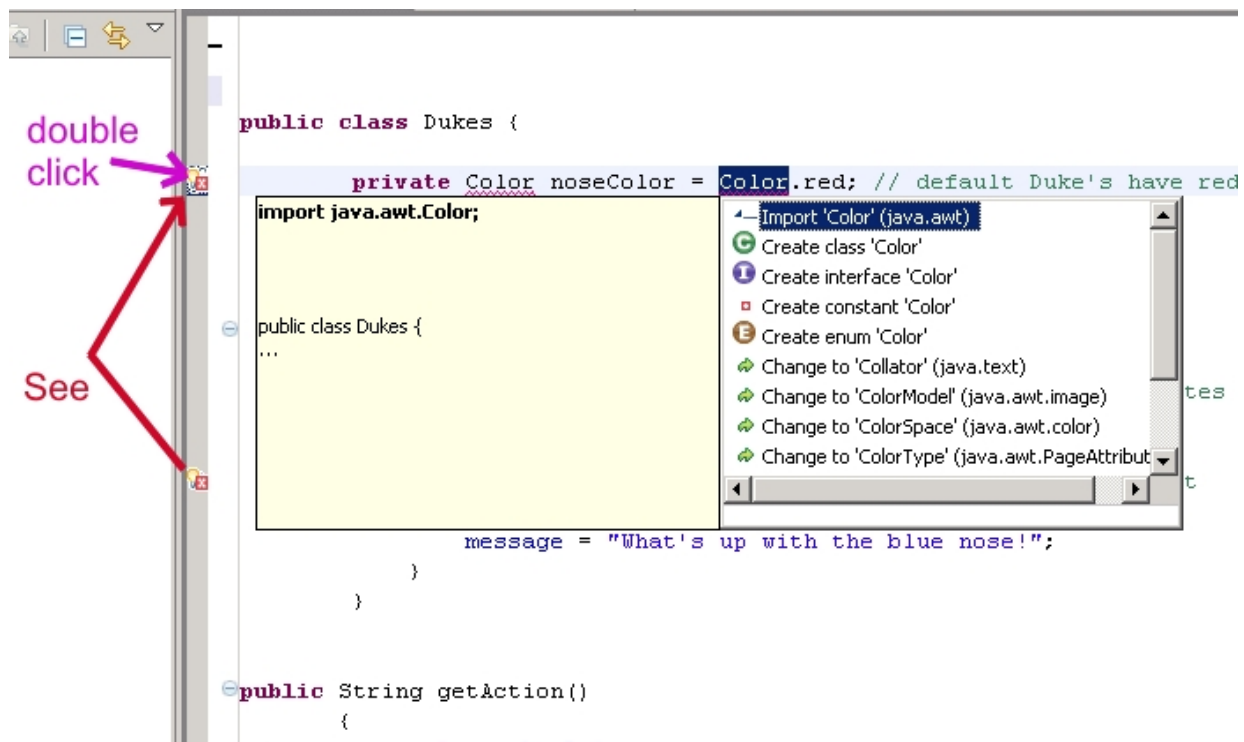 public class Dukes {
double
click
private Color noseColor = Color.red; // default Duke's have red
import java.awt.Color;
public class Dukes {
...
Import 'Color' (java.awt)
Create class 'Color'
Create interface 'Color'
Create constant 'Color'
Create enum 'Color'
Change to 'Collator' (java.text)
Change to 'ColorModel' (java.awt.image)
Change to 'ColorSpace' (java.awt.color)
Change to 'ColorType' (java.awt.PageAttribut
tes
t
See
message = "What's up with the blue nose!";
}
}
public String getAction()
{